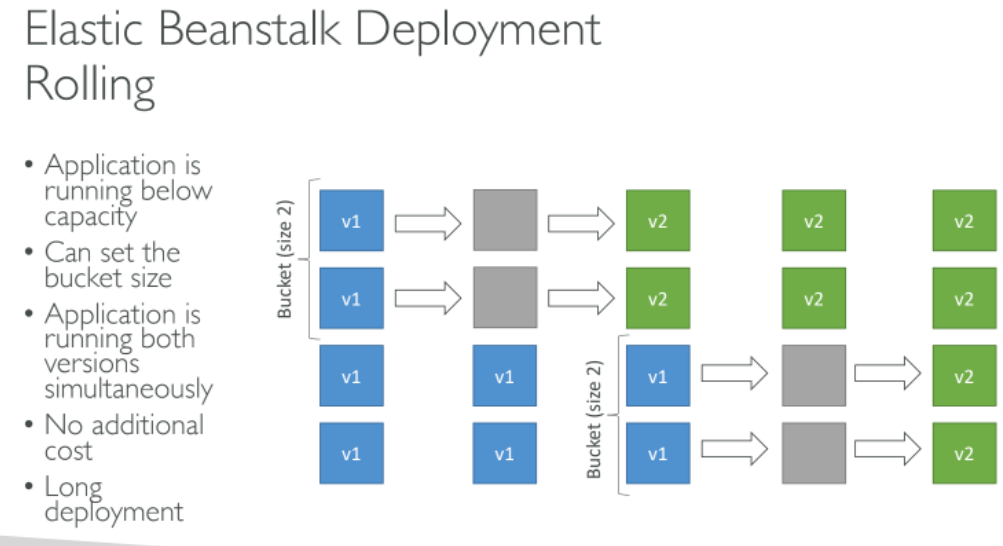 Elastic Beanstalk Deployment
Rolling
• Application is
running below
capacity
• Can set the
bucket size
• Application is
running both
versions
simultaneously
• No additional
cost
• Long
deployment
Bucket (size 2)
v1
v2
v2
v2
v1
v2
v2
v2
Bucket (size 2)
v1
v1
v1
v2
v1
v1
v1
v2